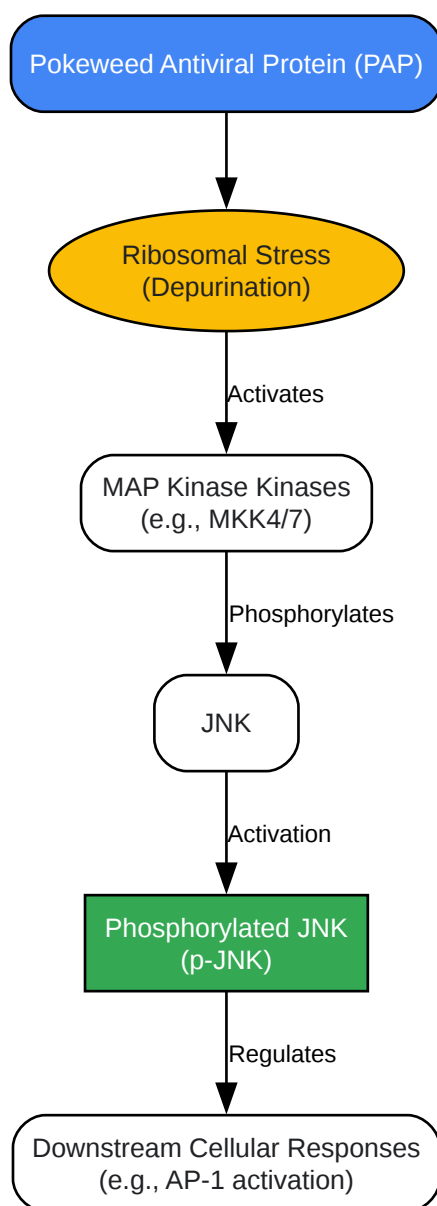 Pokeweed Antiviral Protein (PAP)
Ribosomal Stress
(Depurination)
Activates
MAP Kinase Kinases
(e.g., MKK4/7)
Phosphorylates
JNK
Activation
Phosphorylated JNK
(p-JNK)
Regulates
Downstream Cellular Responses
(e.g., AP-1 activation)